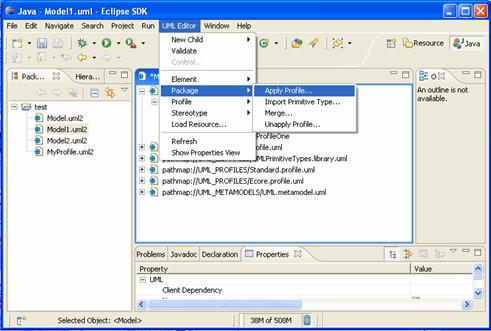 Java - Model1.uml - Eclipse SDK
File Edit Navigate Search Project Run UML Editor Window Help
Resource Java
New Child
Validate
Control...
Element
Package
Profile
Stereotype
Load Resource...
Refresh
Show Properties View
Apply Profile...
Import Primitive Type...
Merge...
Unapply Profile...
Pack... Hiera...
test
Model.uml2
Model1.uml2
Model2.uml2
MyProfile.uml2
ProfileOne
ofile.uml
UMLPrimitiveTypes.library.uml
pathmap://UML_PROFILES/Standard.profile.uml
pathmap://UML_PROFILES/Ecore.profile.uml
pathmap://UML_METAMODELS/UML.metamodel.uml
An outline is
not available.
Problems Javadoc Declaration Properties
Property Value
UML
Client Dependency
Selected Object: <Model> 38M of 508M